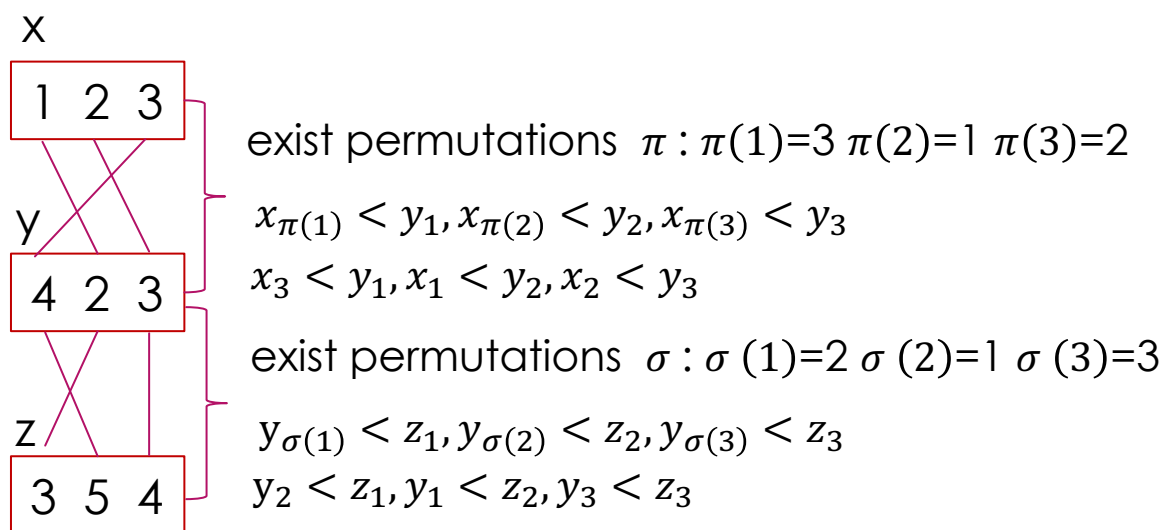 x
1 2 3
exist permutations 𝜋 : 𝜋(1)=3 𝜋(2)=1 𝜋(3)=2
x_{π(1)} < y_1, x_{π(2)} < y_2, x_{π(3)} < y_3
y
4 2 3
x_3 < y_1, x_1 < y_2, x_2 < y_3
exist permutations 𝜎 : 𝜎 (1)=2 𝜎 (2)=1 𝜎 (3)=3
y_{σ(1)} < z_1, y_{σ(2)} < z_2, y_{σ(3)} < z_3
z
3 5 4
y_2 < z_1, y_1 < z_2, y_3 < z_3